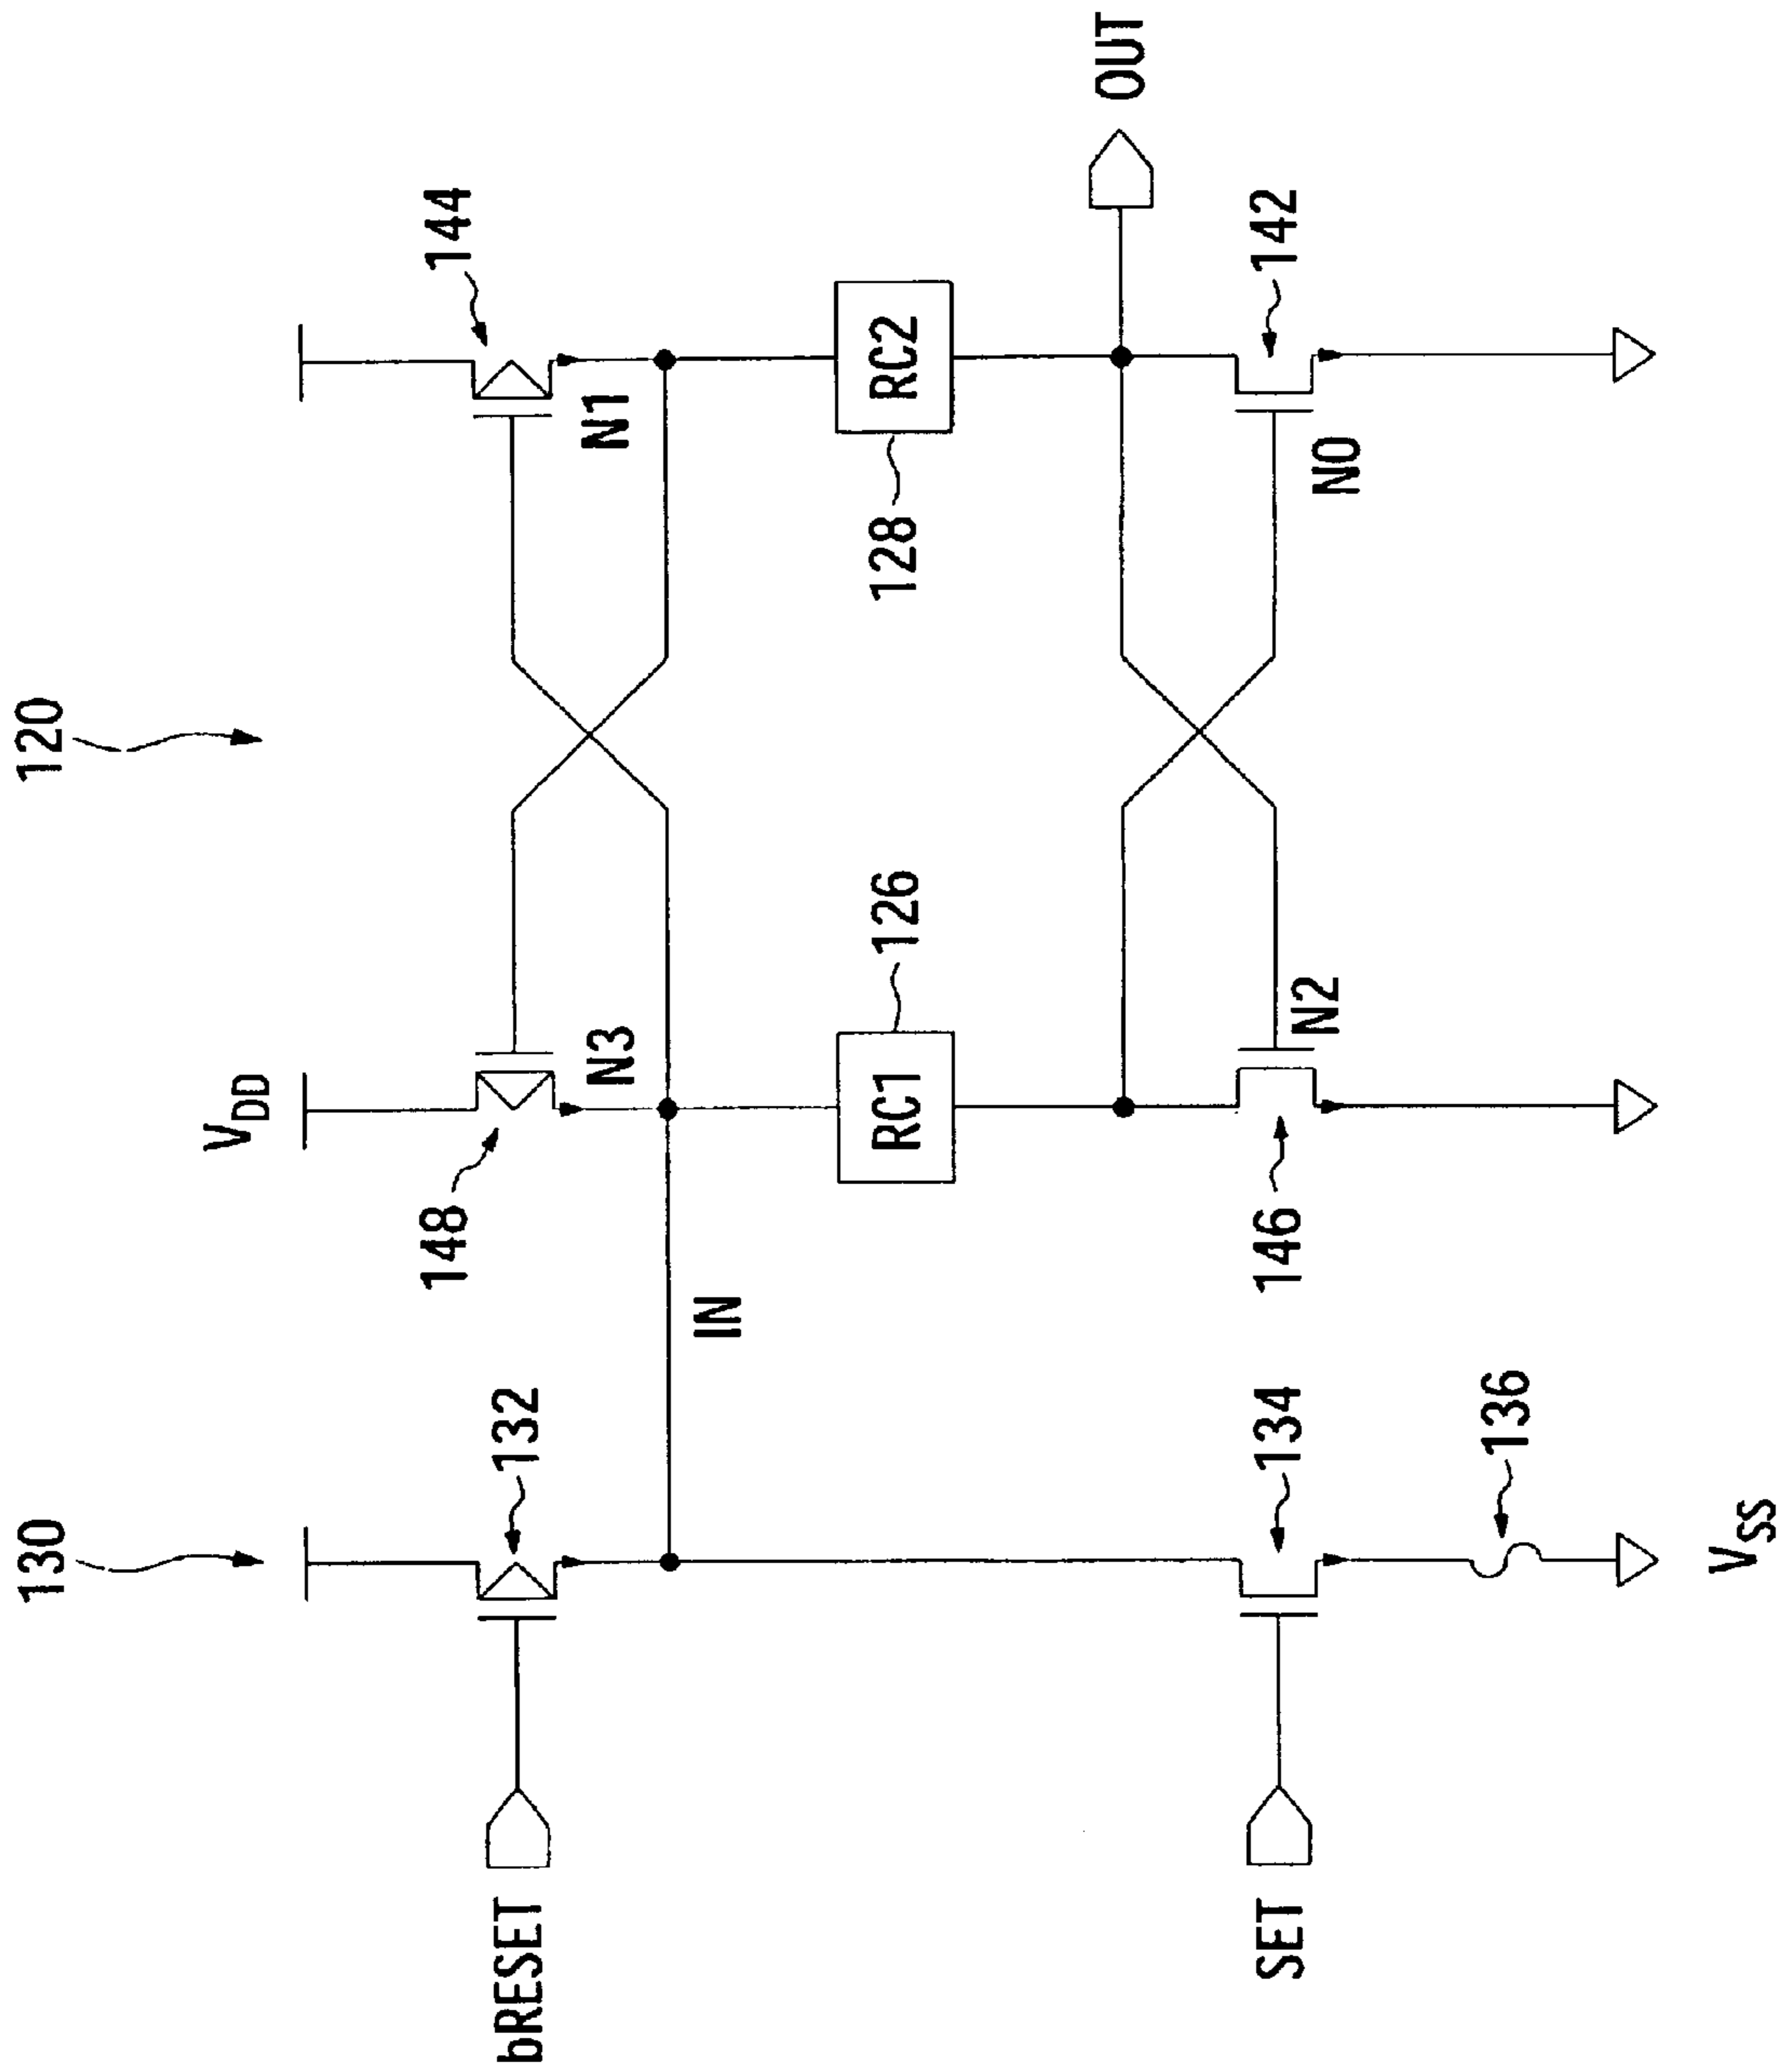 130
120
VDD
148
N3
144
N1
132
bRESET
IN
RC1
126
RC2
128
OUT
134
SET
146
N2
142
N0
136
VSS